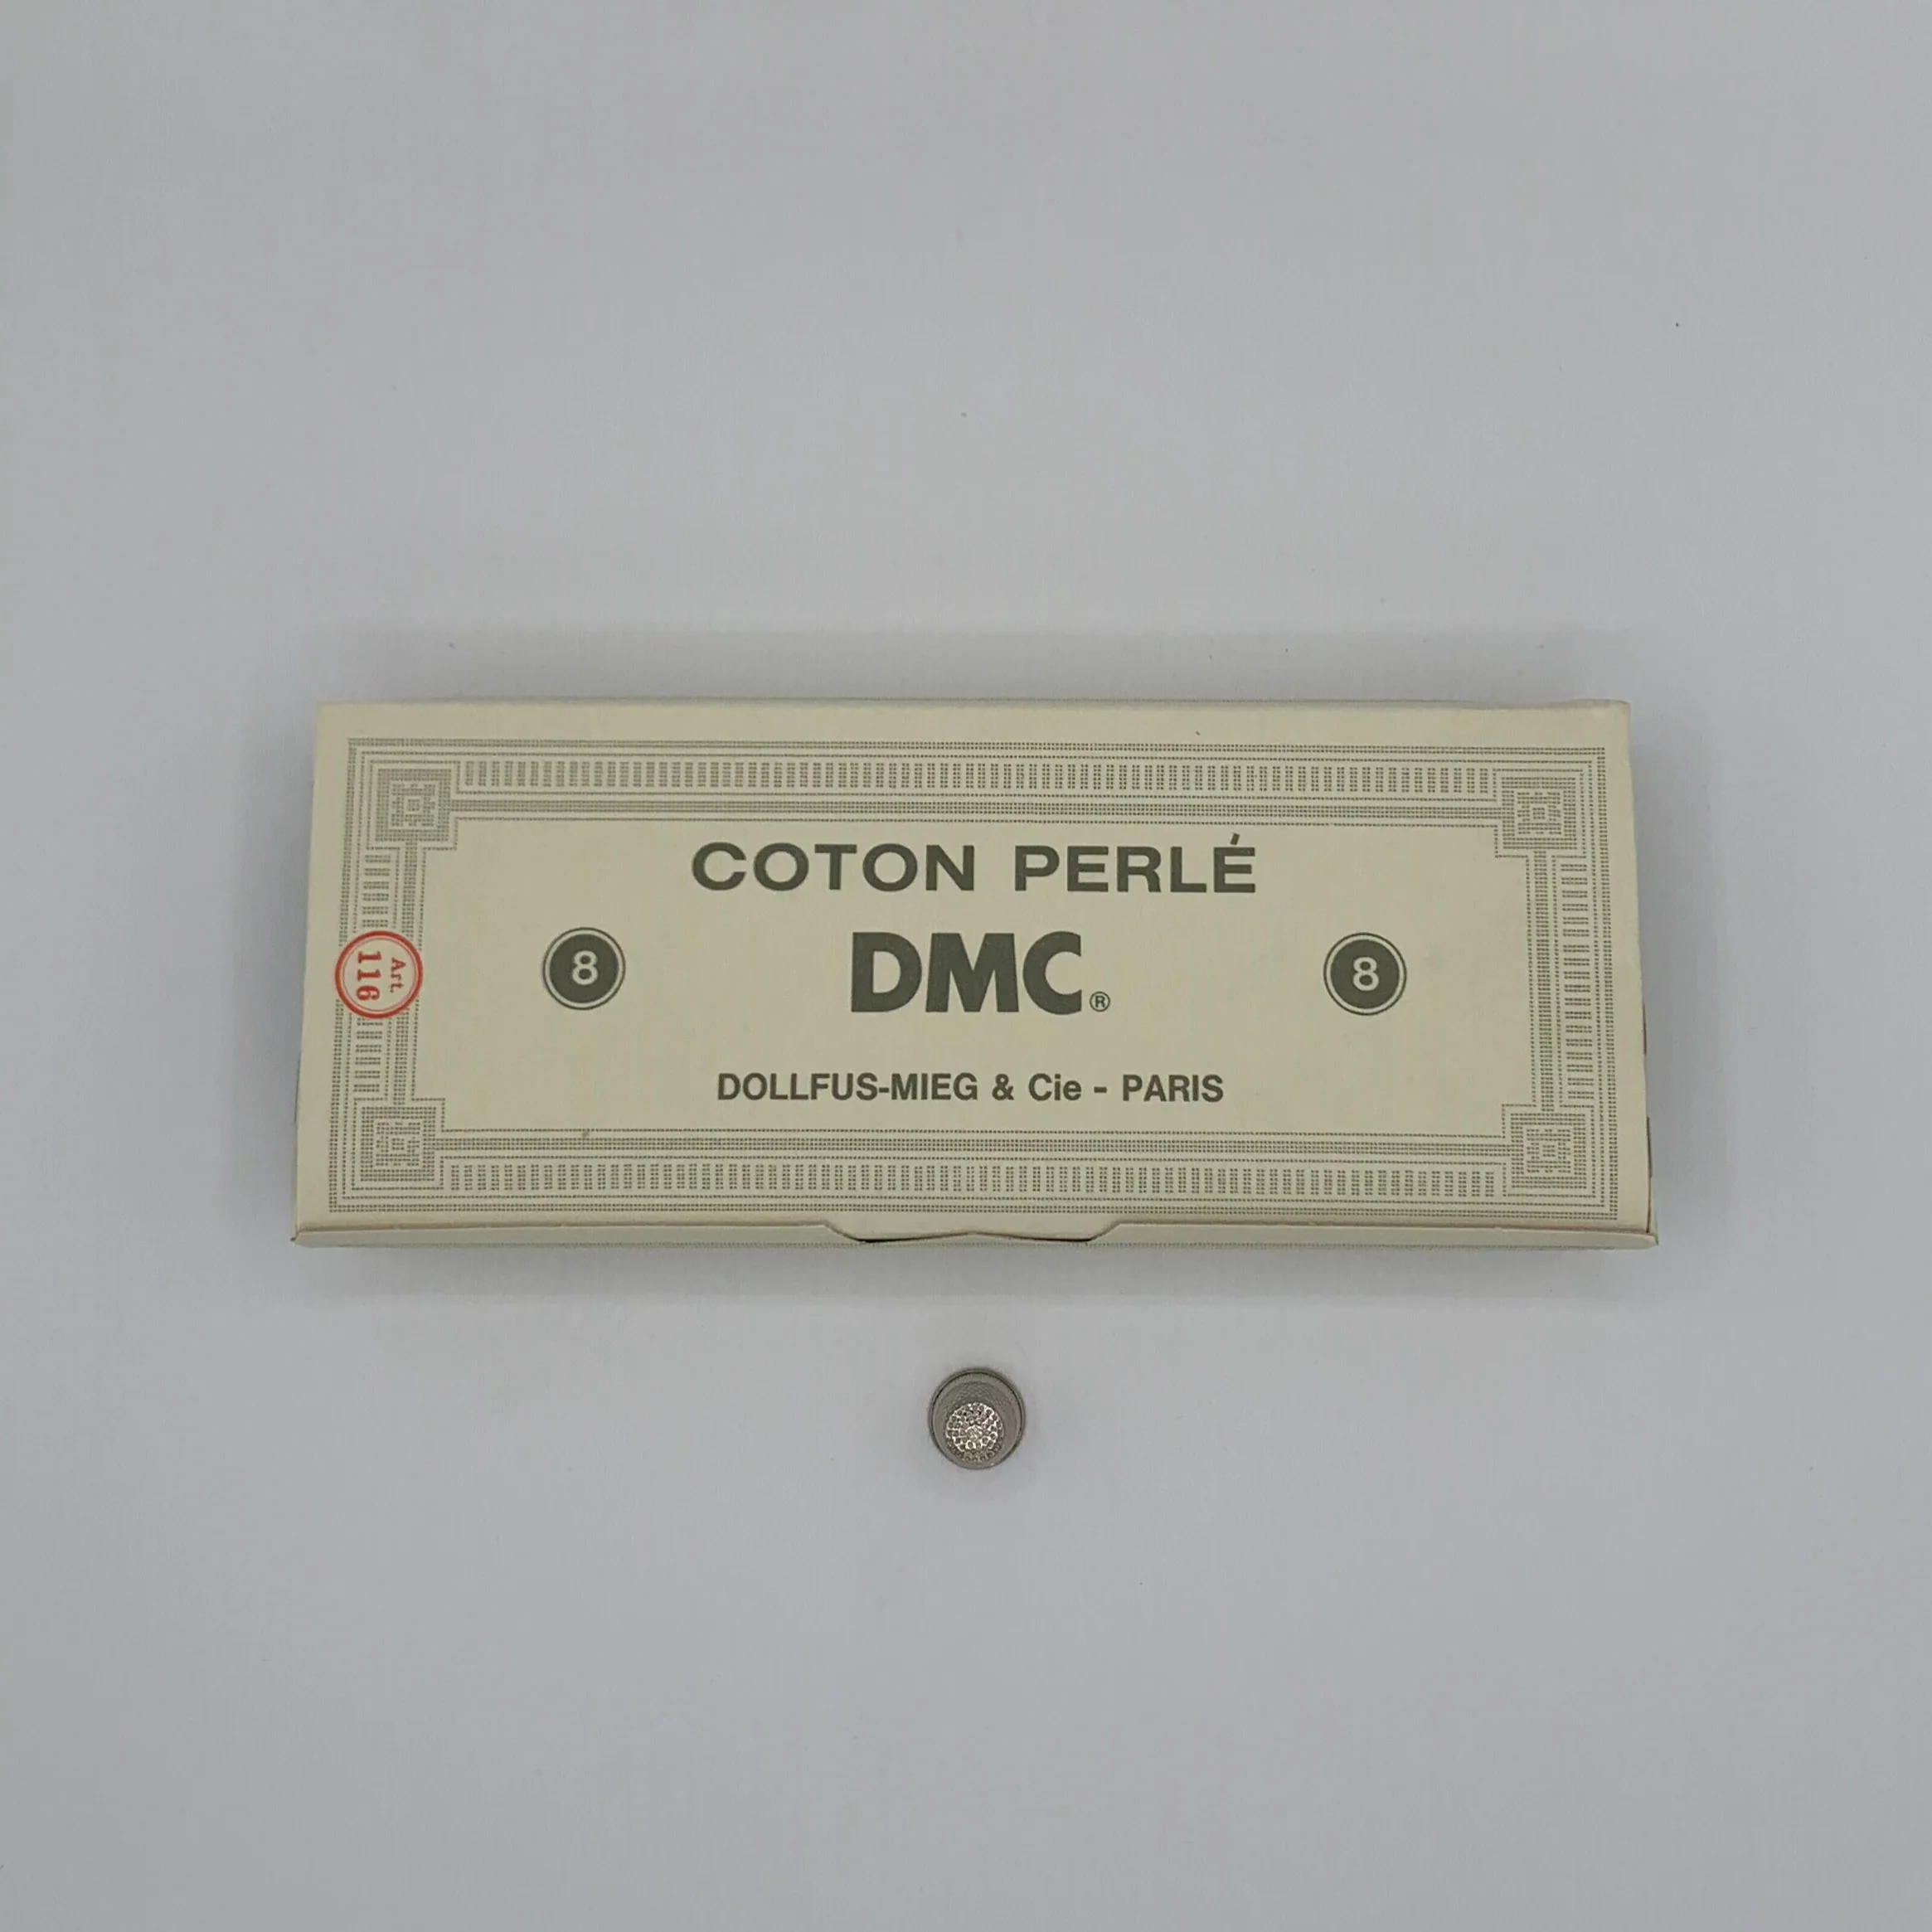 COTON PERLÉ
8 DMC® 8
Art.
116
DOLLFUS-MIEG & Cie - PARIS